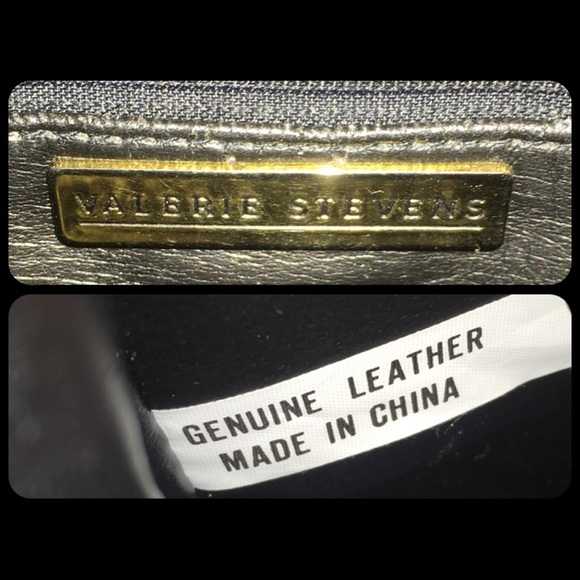 VALERIE STEVENS
GENUINE LEATHER
MADE IN CHINA